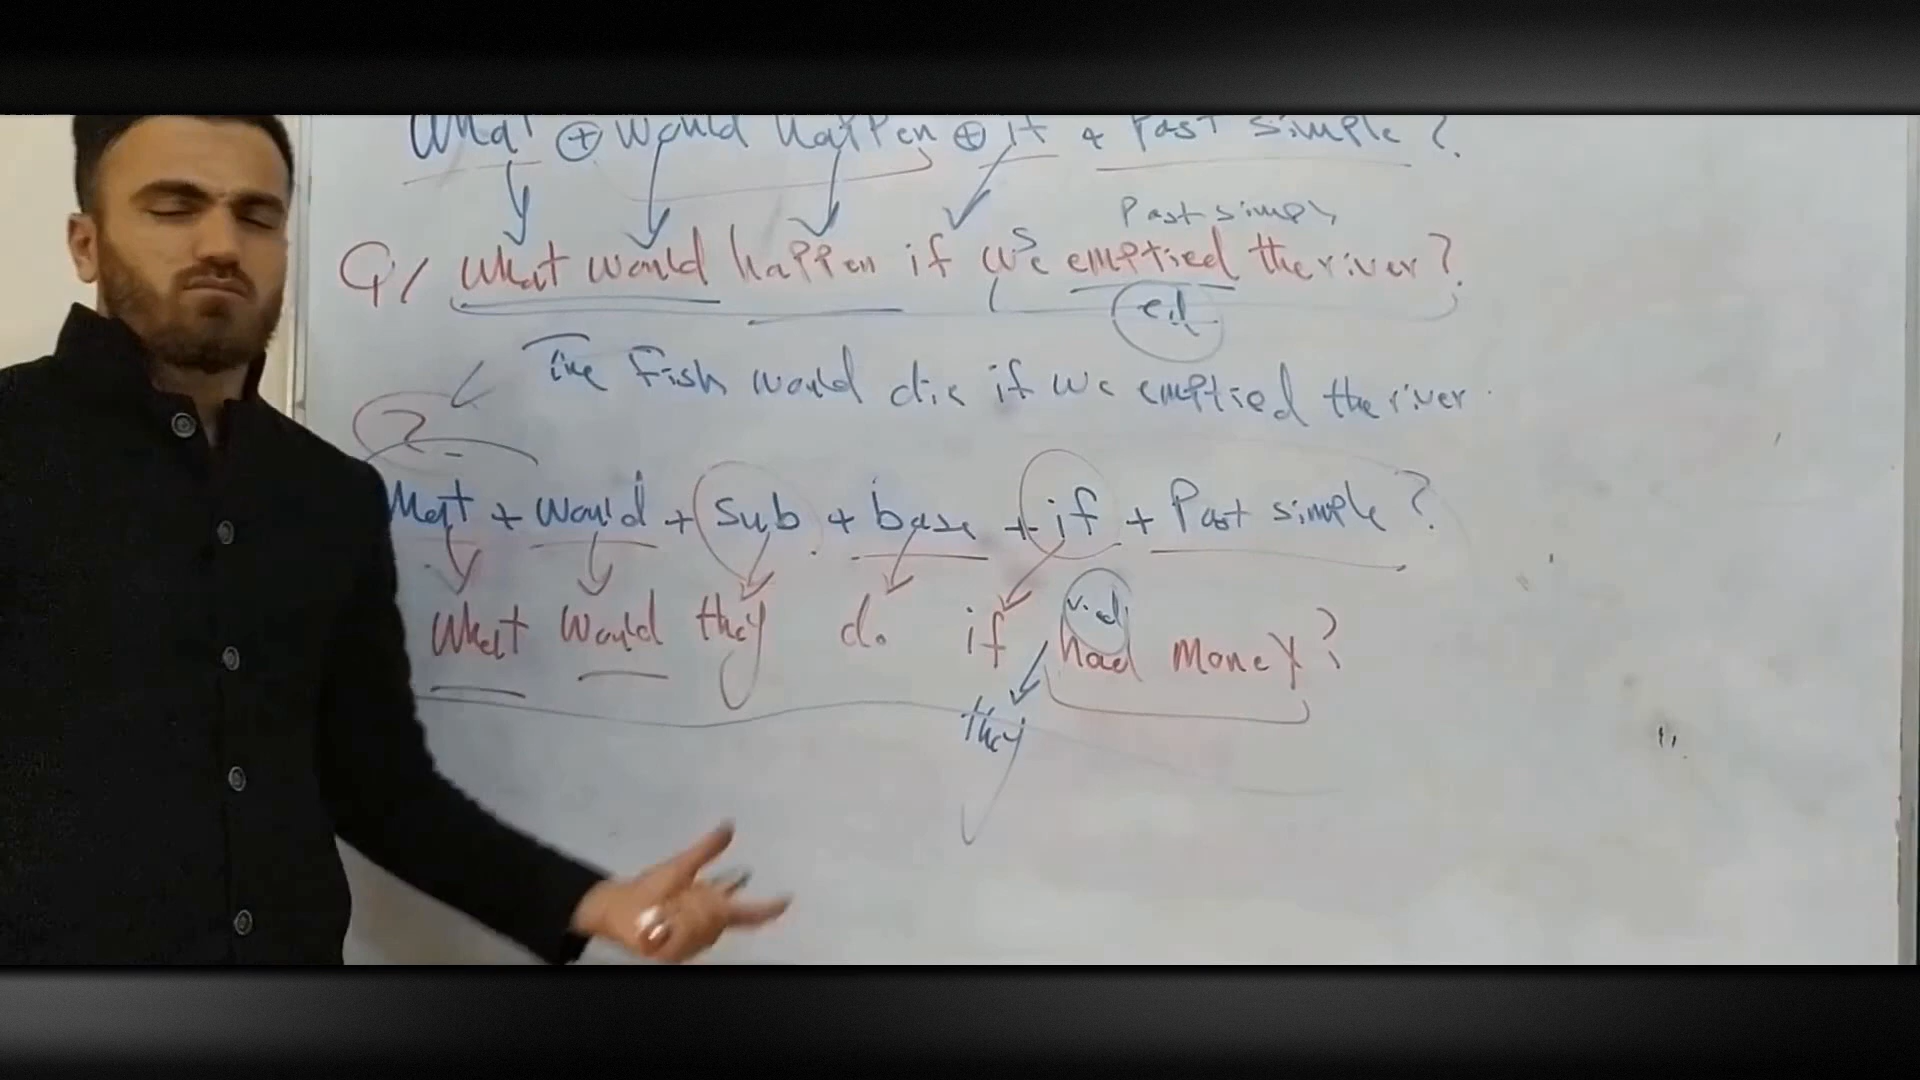 What + would happen + if + Past simple ?
Past simple
S
Q/ what would happen if we emptied the river ?
ed
The Fish would die if we emptied the river .
2-
What + would + Sub + base + if + Past simple ?
What would they do if had money ?
they